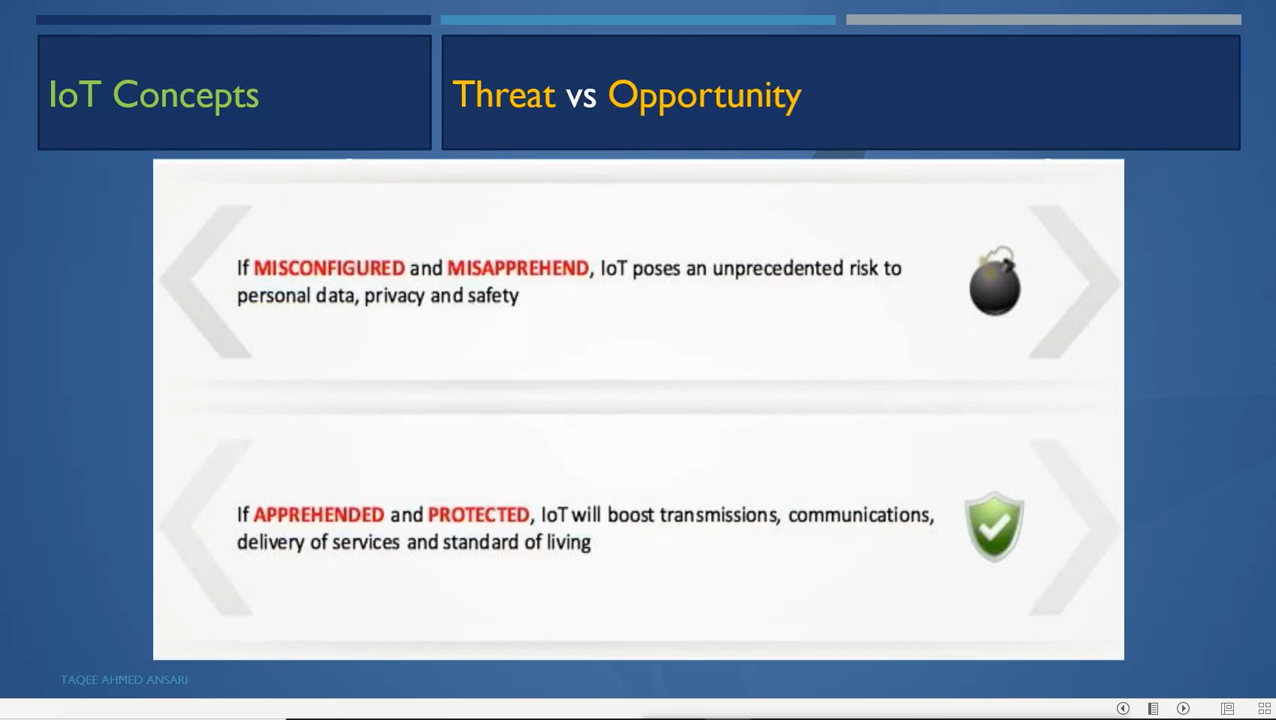 IoT Concepts
Threat vs Opportunity
If MISCONFIGURED and MISAPPREHEND, IoT poses an unprecedented risk to
personal data, privacy and safety
If APPREHENDED and PROTECTED, IoT will boost transmissions, communications,
delivery of services and standard of living
TAQEE AHMED ANSARI